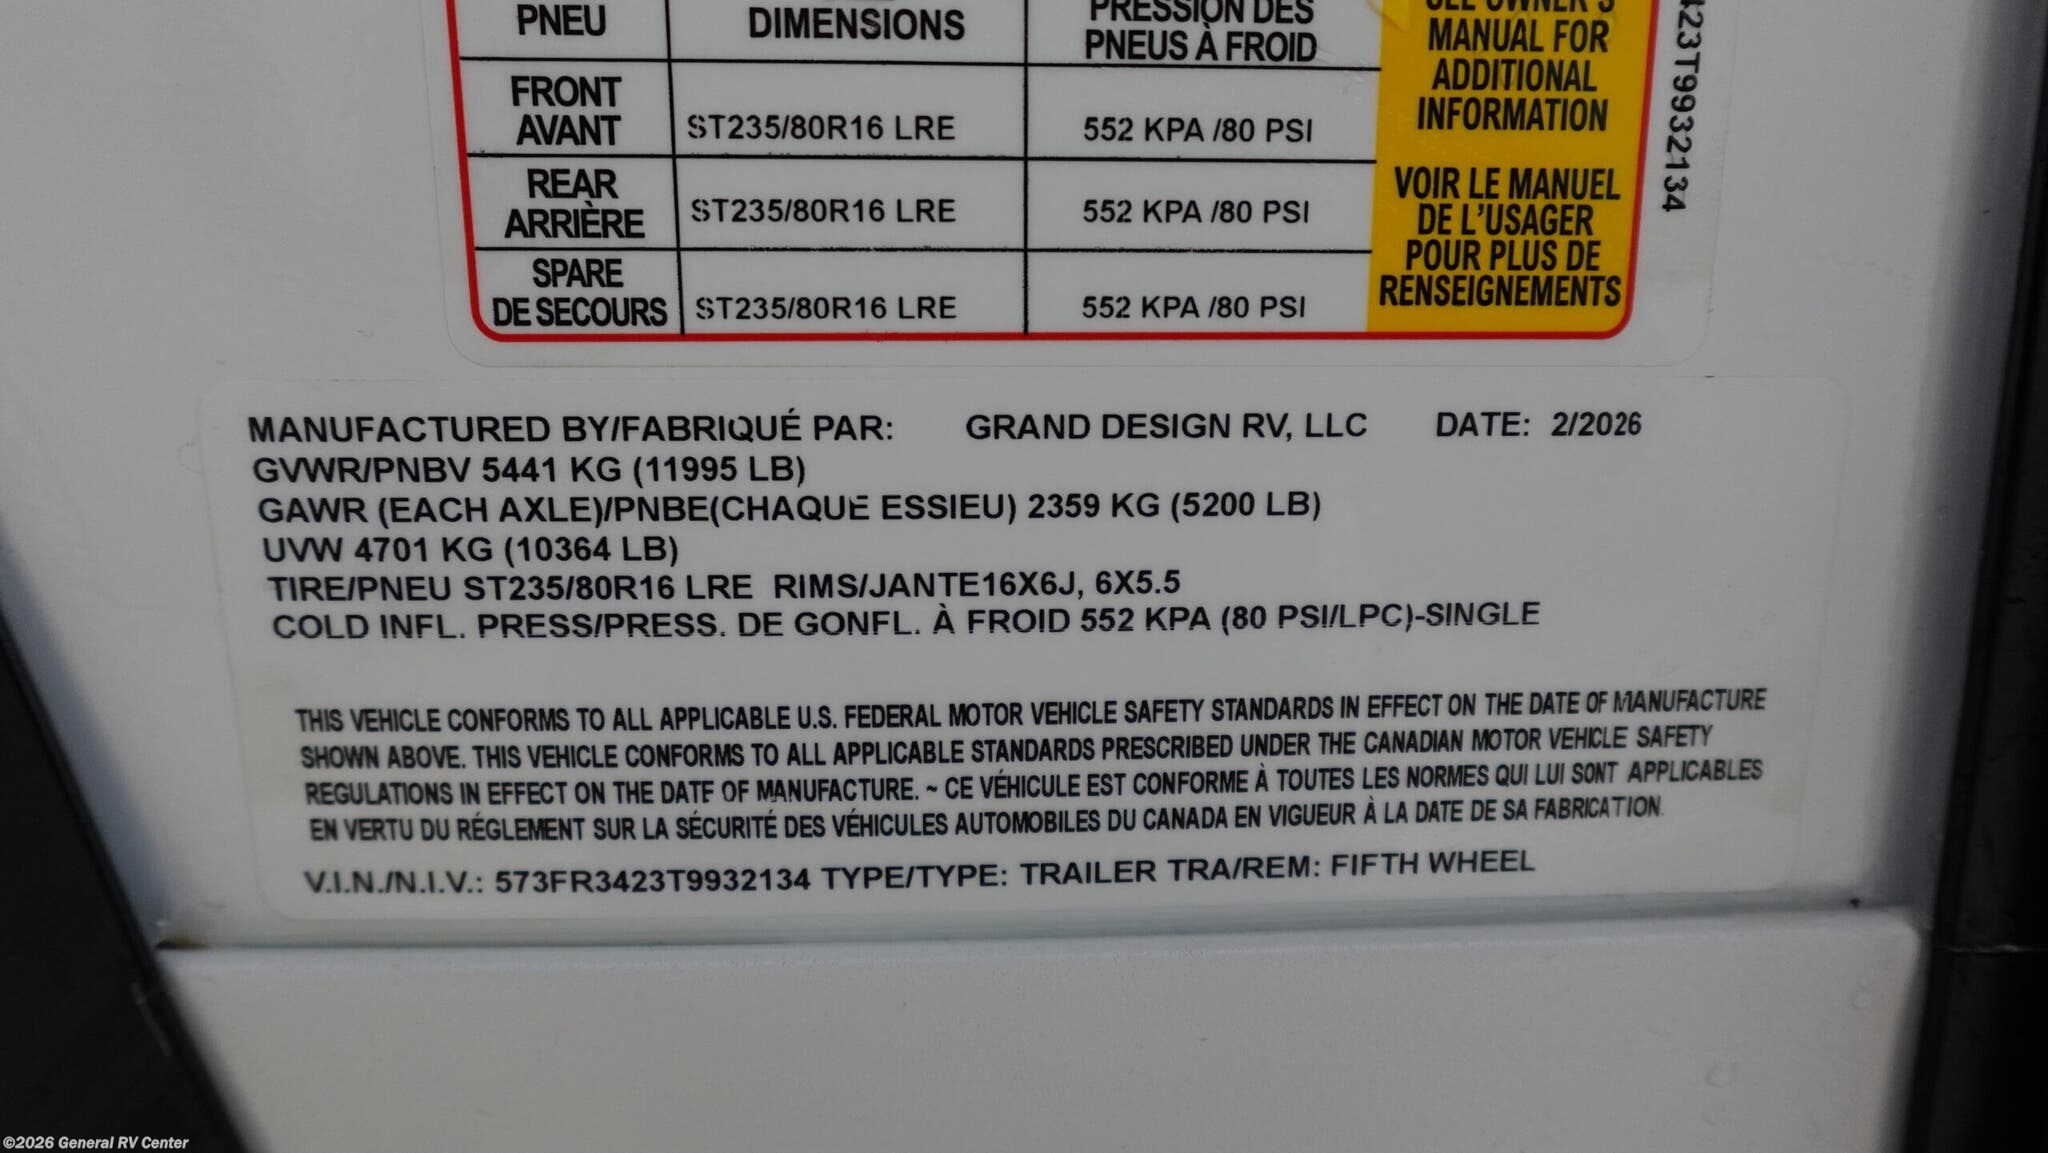 PNEU DIMENSIONS PRESSION DES
PNEUS À FROID
SEE OWNER'S
MANUAL FOR
ADDITIONAL
INFORMATION
VOIR LE MANUEL
DE L'USAGER
POUR PLUS DE
RENSEIGNEMENTS
423T9932134
FRONT
AVANT ST235/80R16 LRE 552 KPA /80 PSI
REAR
ARRIÈRE ST235/80R16 LRE 552 KPA /80 PSI
SPARE
DE SECOURS ST235/80R16 LRE 552 KPA /80 PSI
MANUFACTURED BY/FABRIQUÉ PAR: GRAND DESIGN RV, LLC DATE: 2/2026
GVWR/PNBV 5441 KG (11995 LB)
GAWR (EACH AXLE)/PNBE(CHAQUE ESSIEU) 2359 KG (5200 LB)
UVW 4701 KG (10364 LB)
TIRE/PNEU ST235/80R16 LRE RIMS/JANTE16X6J, 6X5.5
COLD INFL. PRESS/PRESS. DE GONFL. À FROID 552 KPA (80 PSI/LPC)-SINGLE
THIS VEHICLE CONFORMS TO ALL APPLICABLE U.S. FEDERAL MOTOR VEHICLE SAFETY STANDARDS IN EFFECT ON THE DATE OF MANUFACTURE
SHOWN ABOVE. THIS VEHICLE CONFORMS TO ALL APPLICABLE STANDARDS PRESCRIBED UNDER THE CANADIAN MOTOR VEHICLE SAFETY
REGULATIONS IN EFFECT ON THE DATE OF MANUFACTURE. ~ CE VÉHICULE EST CONFORME À TOUTES LES NORMES QUI LUI SONT APPLICABLES
EN VERTU DU RÉGLEMENT SUR LA SÉCURITÉ DES VÉHICULES AUTOMOBILES DU CANADA EN VIGUEUR À LA DATE DE SA FABRICATION.
V.I.N./N.I.V.: 573FR3423T9932134 TYPE/TYPE: TRAILER TRA/REM: FIFTH WHEEL
©2026 General RV Center